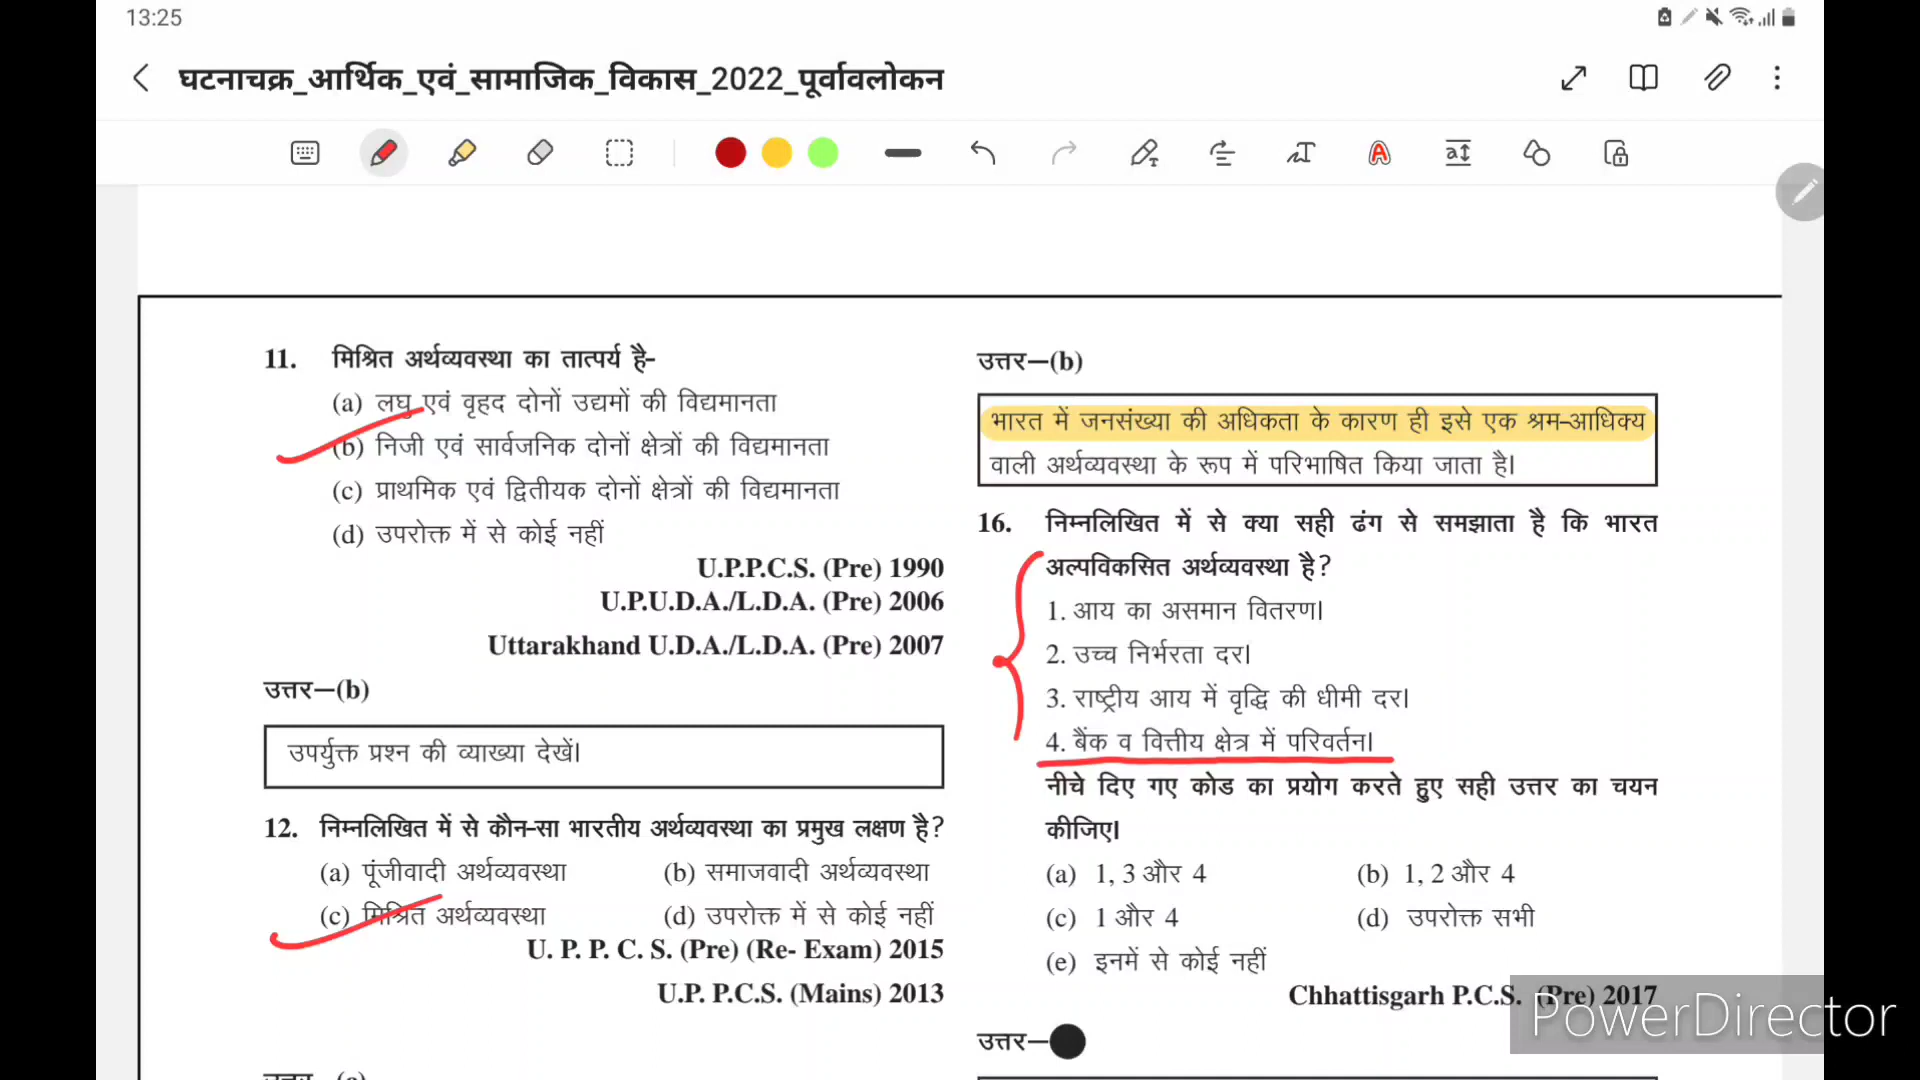 13:25
घटनाचक्र_आर्थिक_एवं_सामाजिक_विकास_2022_पूर्वावलोकन
11. मिश्रित अर्थव्यवस्था का तात्पर्य है-
(a) लघु एवं वृहद दोनों उद्यमों की विद्यमानता
(b) निजी एवं सार्वजनिक दोनों क्षेत्रों की विद्यमानता
(c) प्राथमिक एवं द्वितीयक दोनों क्षेत्रों की विद्यमानता
(d) उपरोक्त में से कोई नहीं
U.P.P.C.S. (Pre) 1990
U.P.U.D.A./L.D.A. (Pre) 2006
Uttarakhand U.D.A./L.D.A. (Pre) 2007
उत्तर—(b)
उपर्युक्त प्रश्न की व्याख्या देखें।
12. निम्नलिखित में से कौन-सा भारतीय अर्थव्यवस्था का प्रमुख लक्षण है?
(a) पूंजीवादी अर्थव्यवस्था (b) समाजवादी अर्थव्यवस्था
(c) मिश्रित अर्थव्यवस्था (d) उपरोक्त में से कोई नहीं
U. P. P. C. S. (Pre) (Re- Exam) 2015
U.P. P.C.S. (Mains) 2013
उत्तर—(b)
भारत में जनसंख्या की अधिकता के कारण ही इसे एक श्रम-आधिक्य
वाली अर्थव्यवस्था के रूप में परिभाषित किया जाता है।
16. निम्नलिखित में से क्या सही ढंग से समझाता है कि भारत
अल्पविकसित अर्थव्यवस्था है?
1. आय का असमान वितरण।
2. उच्च निर्भरता दर।
3. राष्ट्रीय आय में वृद्धि की धीमी दर।
4. बैंक व वित्तीय क्षेत्र में परिवर्तन।
नीचे दिए गए कोड का प्रयोग करते हुए सही उत्तर का चयन
कीजिए।
(a) 1, 3 और 4 (b) 1, 2 और 4
(c) 1 और 4 (d) उपरोक्त सभी
(e) इनमें से कोई नहीं
Chhattisgarh P.C.S. (Pre) 2017
उत्तर—
PowerDirector